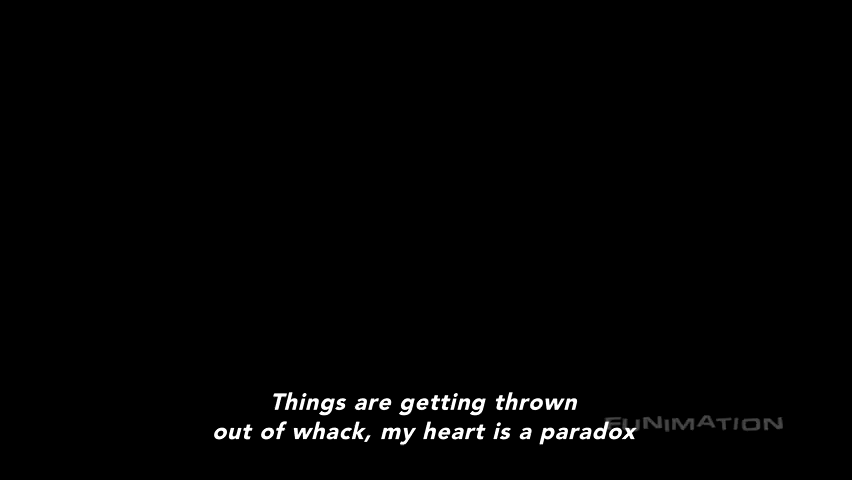 Things are getting thrown
out of whack, my heart is a paradox
FUNIMATION